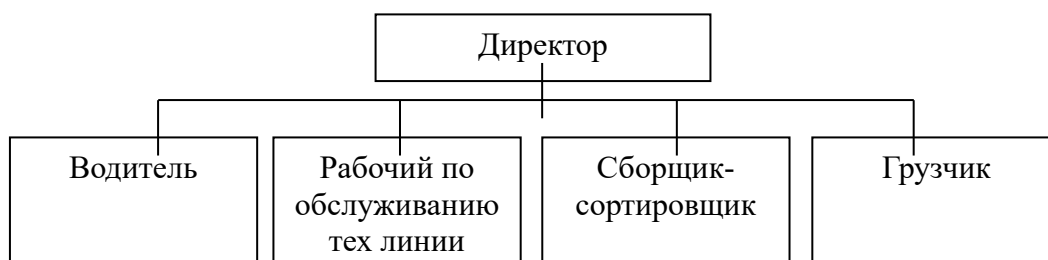 Директор
Водитель
Рабочий по
обслуживанию
тех линии
Сборщик-
сортировщик
Грузчик